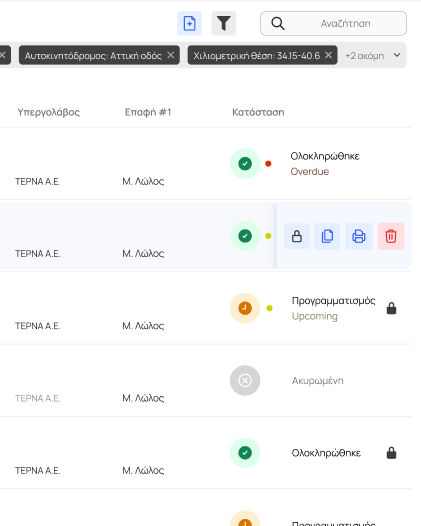 Αναζήτηση
Αυτοκινητόδρομος: Αττική οδός
Χιλιομετρική θέση: 34.15-40.6
+2 ακόμη
Υπεργολάβος Επαφή #1 Κατάσταση
Ολοκληρώθηκε
Overdue
ΤΕΡΝΑ Α.Ε. Μ. Λώλος
ΤΕΡΝΑ Α.Ε. Μ. Λώλος
Προγραμματισμός
Upcoming
ΤΕΡΝΑ Α.Ε. Μ. Λώλος
Ακυρωμένη
ΤΕΡΝΑ Α.Ε. Μ. Λώλος
Ολοκληρώθηκε
ΤΕΡΝΑ Α.Ε. Μ. Λώλος
Προγραμματισμός